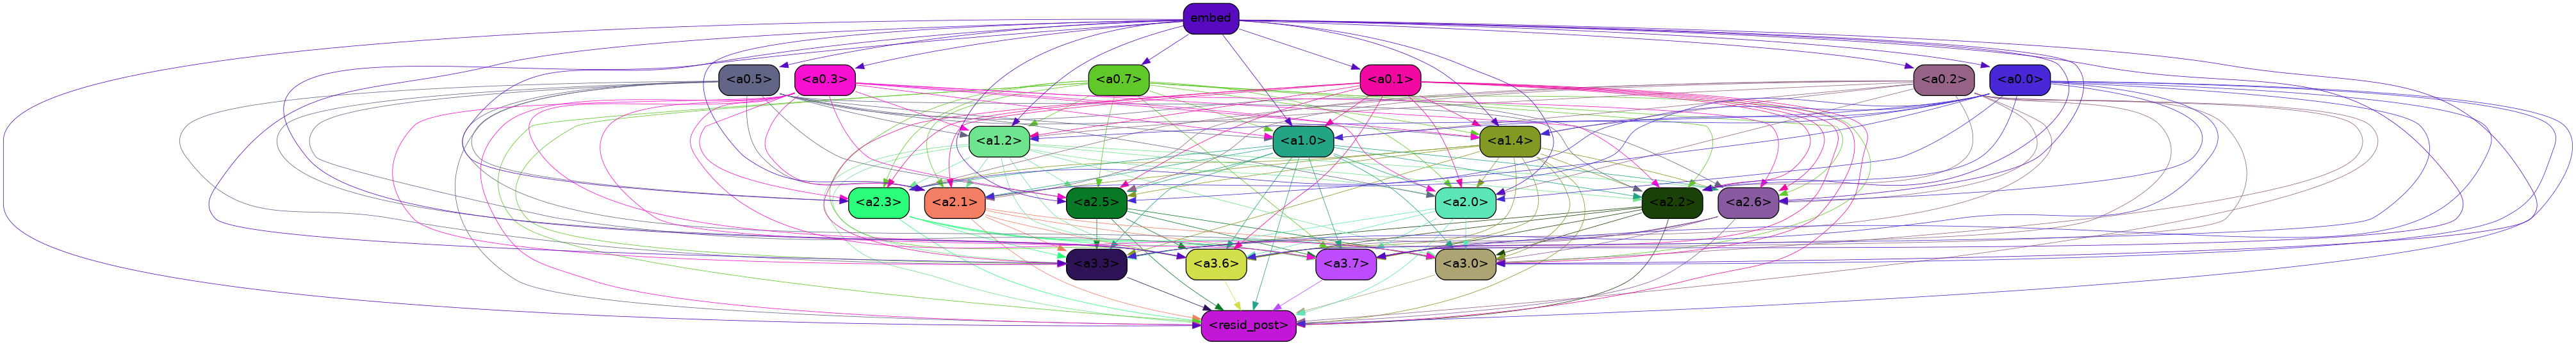 embed
<a0.5> <a0.3> <a0.7> <a0.1> <a0.2> <a0.0>
<a1.2> <a1.0> <a1.4>
<a2.3> <a2.1> <a2.5> <a2.0> <a2.2> <a2.6>
<a3.3> <a3.6> <a3.7> <a3.0>
<resid_post>